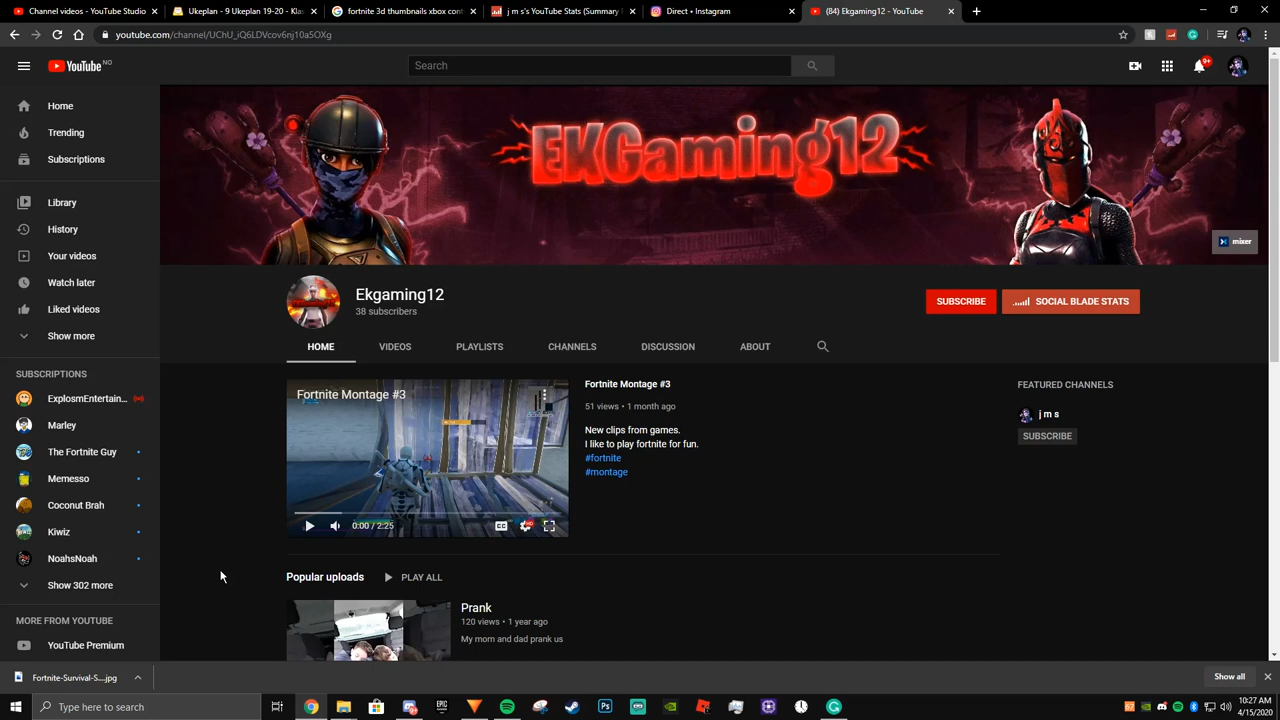 Channel videos - YouTube Studio
Ukeplan - 9 Ukeplan 19-20 - Klas
fortnite 3d thumbnails xbox cont
j m s's YouTube Stats (Summary
Direct • Instagram
(84) Ekgaming12 - YouTube
youtube.com/channel/UChU_iQ6LDVcov6nj10a5OXg
YouTube NO
Search
9+
Home
Trending
Subscriptions
Library
History
Your videos
Watch later
Liked videos
Show more
SUBSCRIPTIONS
ExplosmEntertain...
Marley
The Fortnite Guy
Memesso
Coconut Brah
Kiwiz
NoahsNoah
Show 302 more
MORE FROM YOUTUBE
YouTube Premium
EKGaming12
mixer
Ekgaming12
38 subscribers
SUBSCRIBE
SOCIAL BLADE STATS
HOME
VIDEOS
PLAYLISTS
CHANNELS
DISCUSSION
ABOUT
Fortnite Montage #3
0:00 / 2:25
CC
HD
Fortnite Montage #3
51 views • 1 month ago
New clips from games.
I like to play fortnite for fun.
#fortnite
#montage
FEATURED CHANNELS
j m s
SUBSCRIBE
Popular uploads
PLAY ALL
Prank
120 views • 1 year ago
My mom and dad prank us
Fortnite-Survival-S....jpg
Show all
Type here to search
EPIC
Ps
10:27 AM
4/15/2020